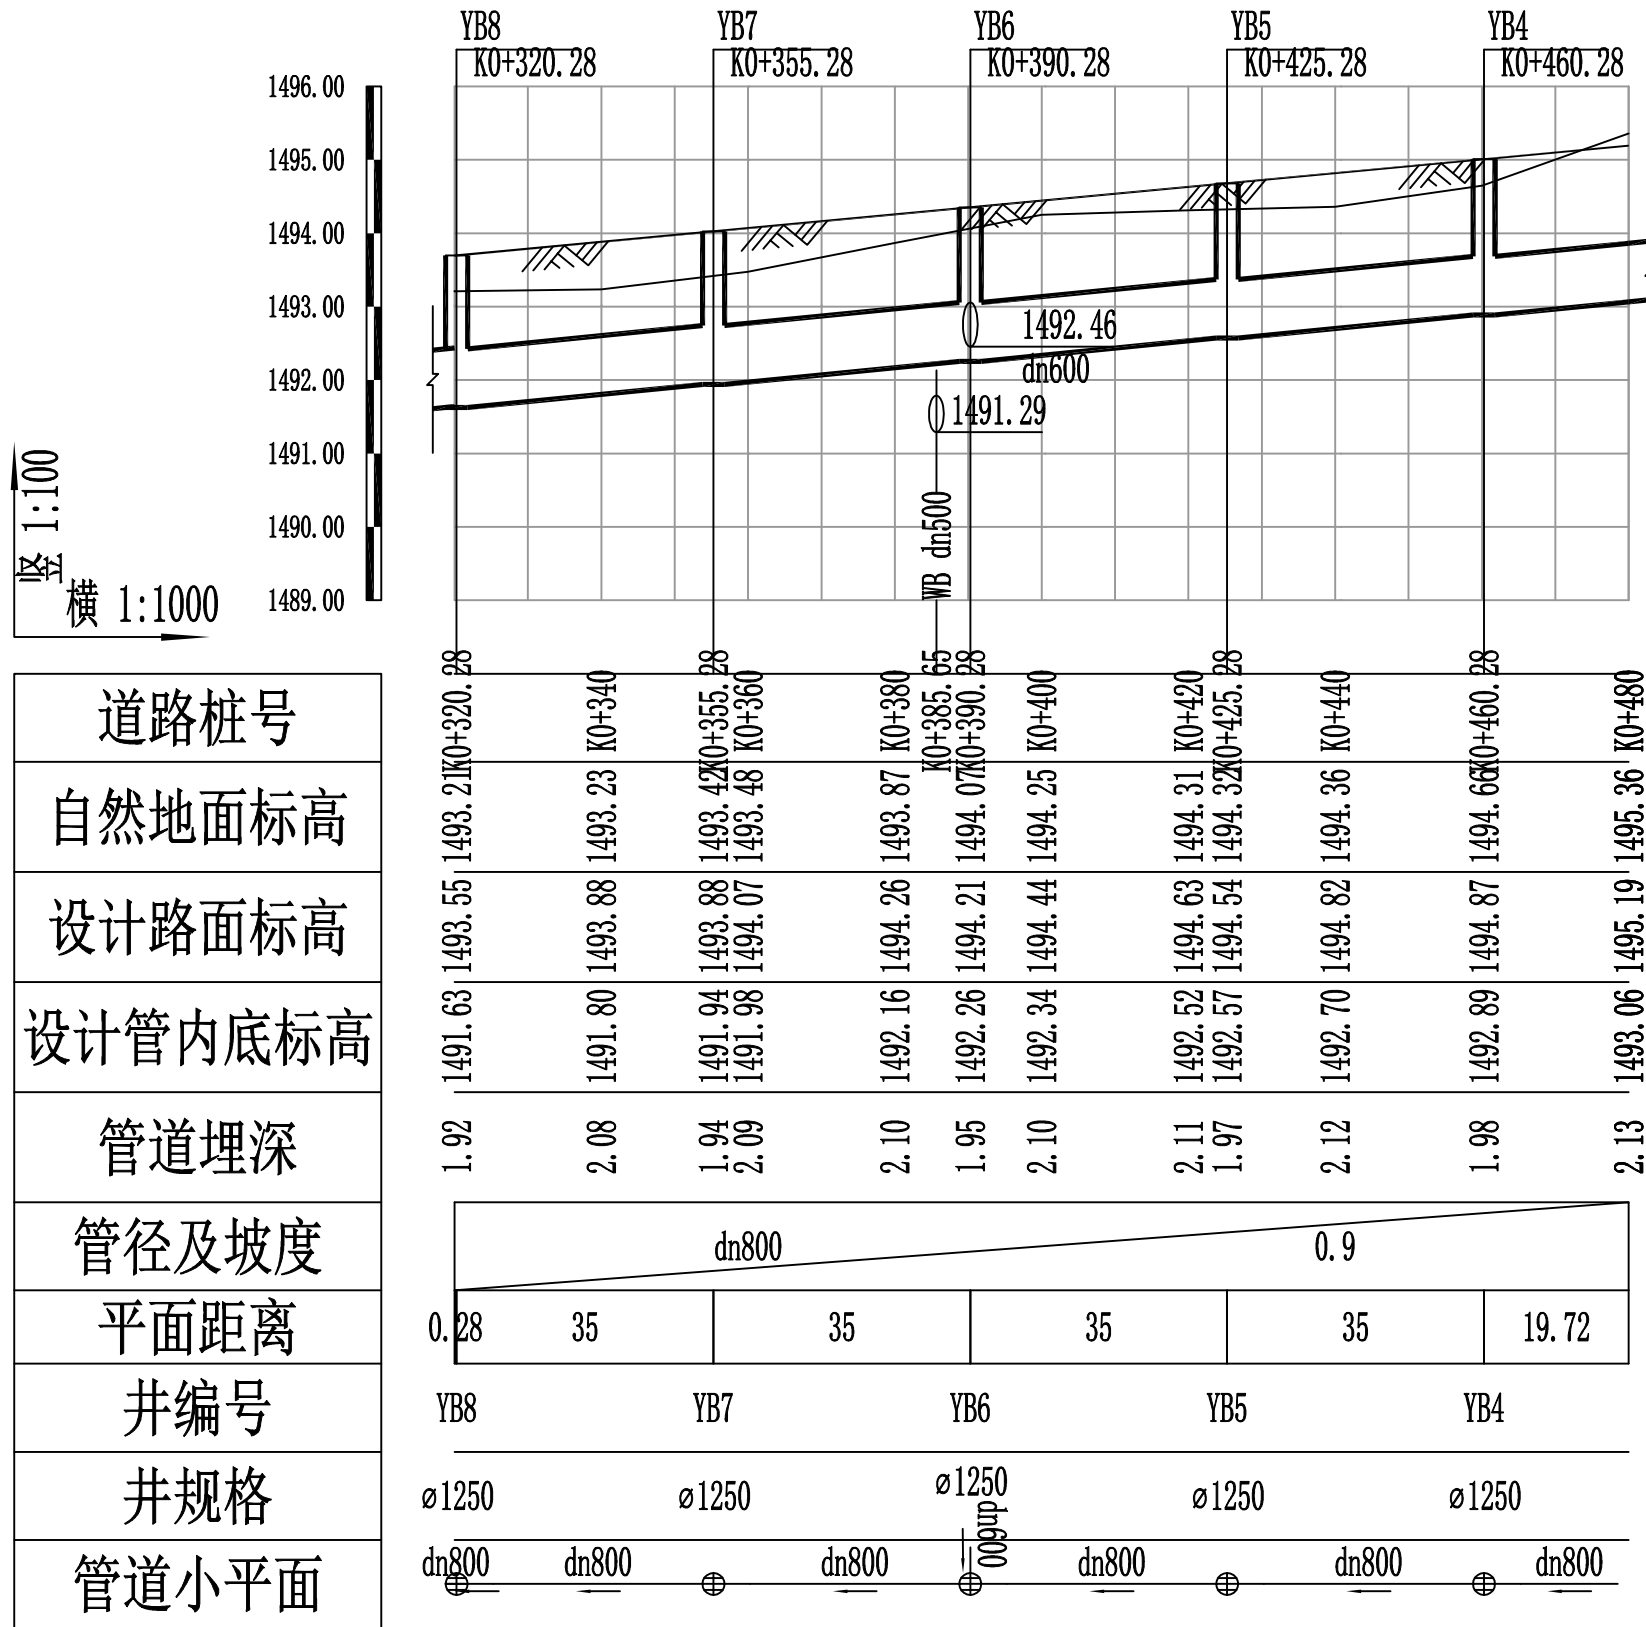 YB8 YB7 YB6 YB5 YB4
K0+320.28 K0+355.28 K0+390.28 K0+425.28 K0+460.28
1496.00
1495.00
1494.00
1493.00
1492.00
1491.00
1490.00
1489.00
1492.46
dn600
1491.29
WB dn500
竖 1:100
横 1:1000
道路桩号 K0+320.28 K0+340 K0+355.28 K0+360 K0+380 K0+385.65 K0+390.28 K0+400 K0+420 K0+425.28 K0+440 K0+460.28 K0+480
自然地面标高 1493.21 1493.23 1493.42 1493.48 1493.87 1494.07 1494.25 1494.31 1494.32 1494.36 1494.66 1495.36
设计路面标高 1493.55 1493.88 1493.88 1494.07 1494.26 1494.21 1494.44 1494.63 1494.54 1494.82 1494.87 1495.19
设计管内底标高 1491.63 1491.80 1491.94 1491.98 1492.16 1492.26 1492.34 1492.52 1492.57 1492.70 1492.89 1493.06
管道埋深 1.92 2.08 1.94 2.09 2.10 1.95 2.10 2.11 1.97 2.12 1.98 2.13
管径及坡度 dn800 0.9
平面距离 0.28 35 35 35 35 19.72
井编号 YB8 YB7 YB6 YB5 YB4
井规格 ø1250 ø1250 ø1250 ø1250 ø1250
dn600
管道小平面 dn800 dn800 dn800 dn800 dn800 dn800